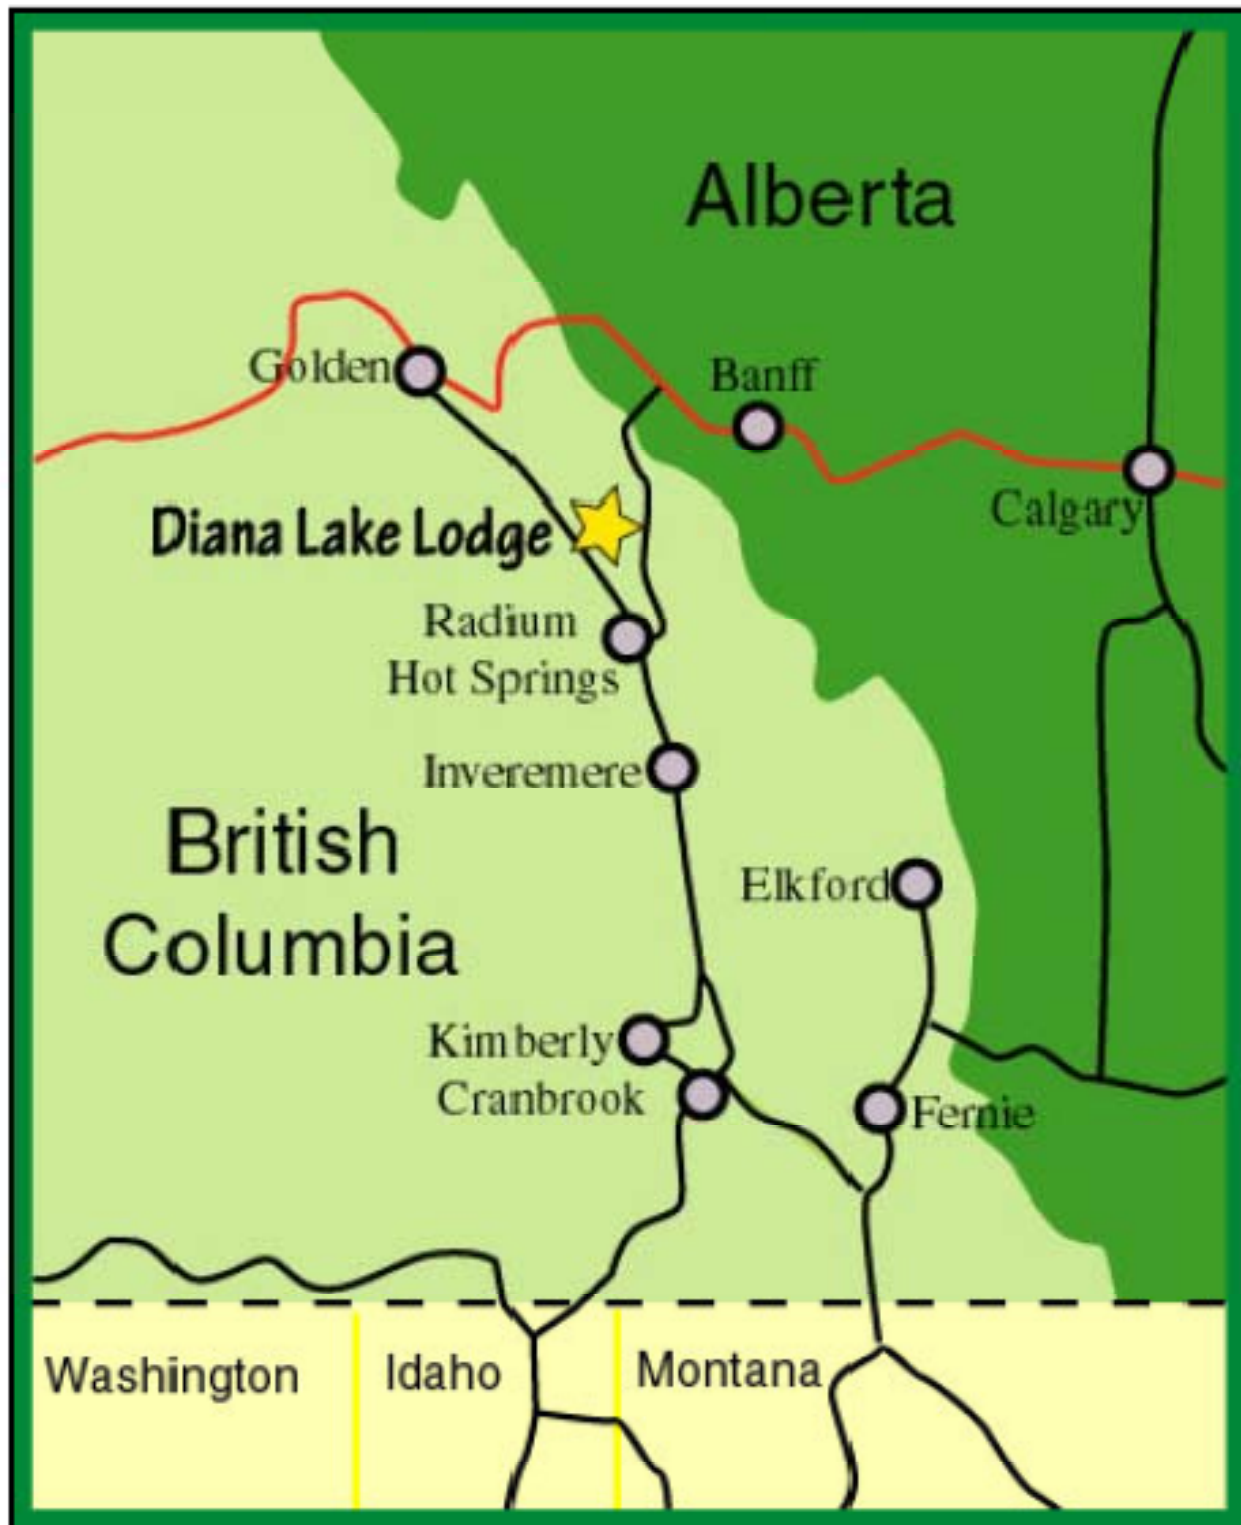 Alberta
Golden
Banff
Calgary
Diana Lake Lodge
Radium
Hot Springs
Inveremere
British
Columbia
Elkford
Kimberly
Cranbrook
Fernie
Washington
Idaho
Montana